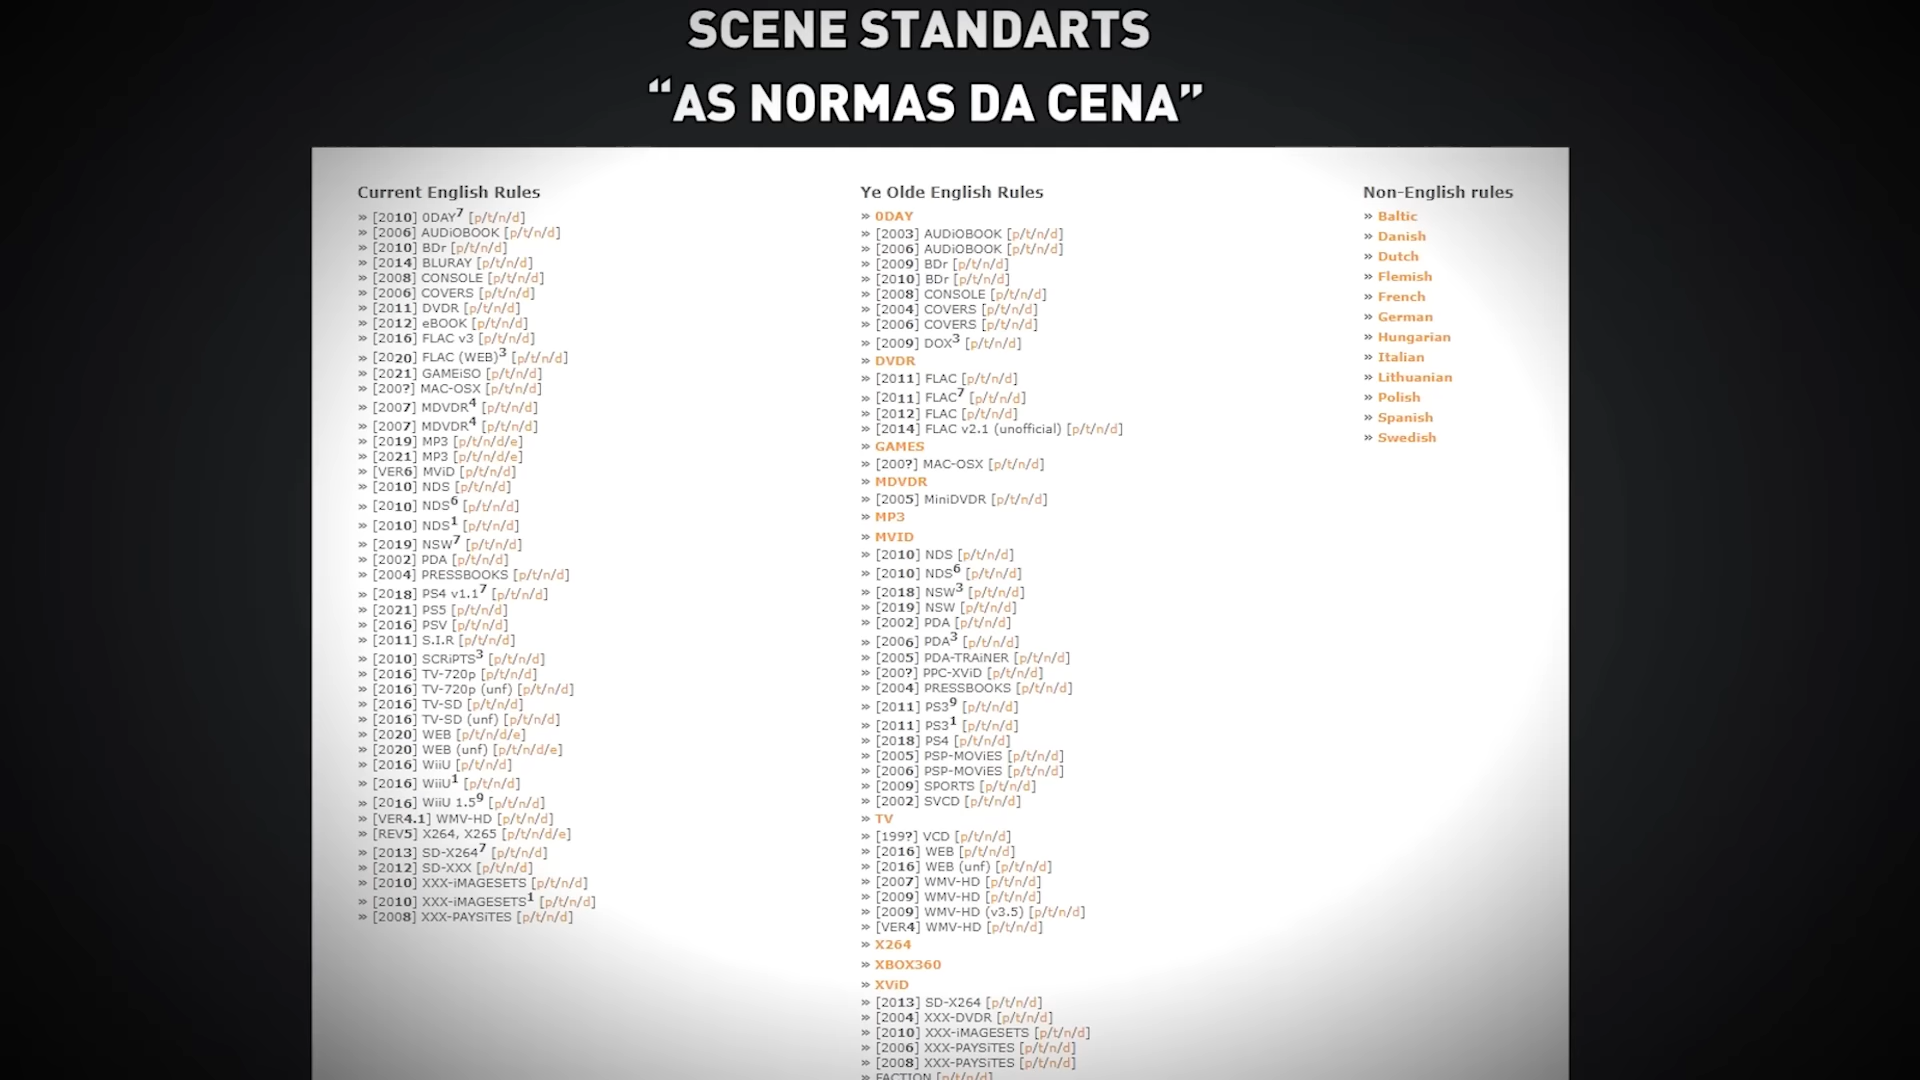 SCENE STANDARTS
“AS NORMAS DA CENA”
Current English Rules
» [2010] 0DAY7 [p/t/n/d]
» [2006] AUDiOBOOK [p/t/n/d]
» [2010] BDr [p/t/n/d]
» [2014] BLURAY [p/t/n/d]
» [2008] CONSOLE [p/t/n/d]
» [2006] COVERS [p/t/n/d]
» [2011] DVDR [p/t/n/d]
» [2012] eBOOK [p/t/n/d]
» [2016] FLAC v3 [p/t/n/d]
» [2020] FLAC (WEB)3 [p/t/n/d]
» [2021] GAMEiSO [p/t/n/d]
» [200?] MAC-OSX [p/t/n/d]
» [2007] MDVDR4 [p/t/n/d]
» [2007] MDVDR4 [p/t/n/d]
» [2019] MP3 [p/t/n/d/e]
» [2021] MP3 [p/t/n/d/e]
» [VER6] MViD [p/t/n/d]
» [2010] NDS [p/t/n/d]
» [2010] NDS6 [p/t/n/d]
» [2010] NDS1 [p/t/n/d]
» [2019] NSW7 [p/t/n/d]
» [2002] PDA [p/t/n/d]
» [2004] PRESSBOOKS [p/t/n/d]
» [2018] PS4 v1.17 [p/t/n/d]
» [2021] PS5 [p/t/n/d]
» [2016] PSV [p/t/n/d]
» [2011] S.I.R [p/t/n/d]
» [2010] SCRiPTS3 [p/t/n/d]
» [2016] TV-720p [p/t/n/d]
» [2016] TV-720p (unf) [p/t/n/d]
» [2016] TV-SD [p/t/n/d]
» [2016] TV-SD (unf) [p/t/n/d]
» [2020] WEB [p/t/n/d/e]
» [2020] WEB (unf) [p/t/n/d/e]
» [2016] WiiU [p/t/n/d]
» [2016] WiiU1 [p/t/n/d]
» [2016] WiiU 1.59 [p/t/n/d]
» [VER4.1] WMV-HD [p/t/n/d]
» [REV5] X264, X265 [p/t/n/d/e]
» [2013] SD-X2647 [p/t/n/d]
» [2012] SD-XXX [p/t/n/d]
» [2010] XXX-iMAGESETS [p/t/n/d]
» [2010] XXX-iMAGESETS1 [p/t/n/d]
» [2008] XXX-PAYSiTES [p/t/n/d]
Ye Olde English Rules
» 0DAY
» [2003] AUDiOBOOK [p/t/n/d]
» [2006] AUDiOBOOK [p/t/n/d]
» [2009] BDr [p/t/n/d]
» [2010] BDr [p/t/n/d]
» [2008] CONSOLE [p/t/n/d]
» [2004] COVERS [p/t/n/d]
» [2006] COVERS [p/t/n/d]
» [2009] DOX3 [p/t/n/d]
» DVDR
» [2011] FLAC [p/t/n/d]
» [2011] FLAC7 [p/t/n/d]
» [2012] FLAC [p/t/n/d]
» [2014] FLAC v2.1 (unofficial) [p/t/n/d]
» GAMES
» [200?] MAC-OSX [p/t/n/d]
» MDVDR
» [2005] MiniDVDR [p/t/n/d]
» MP3
» MVID
» [2010] NDS [p/t/n/d]
» [2010] NDS6 [p/t/n/d]
» [2018] NSW3 [p/t/n/d]
» [2019] NSW [p/t/n/d]
» [2002] PDA [p/t/n/d]
» [2006] PDA3 [p/t/n/d]
» [2005] PDA-TRAiNER [p/t/n/d]
» [200?] PPC-XViD [p/t/n/d]
» [2004] PRESSBOOKS [p/t/n/d]
» [2011] PS39 [p/t/n/d]
» [2011] PS31 [p/t/n/d]
» [2018] PS4 [p/t/n/d]
» [2005] PSP-MOViES [p/t/n/d]
» [2006] PSP-MOViES [p/t/n/d]
» [2009] SPORTS [p/t/n/d]
» [2002] SVCD [p/t/n/d]
» TV
» [199?] VCD [p/t/n/d]
» [2016] WEB [p/t/n/d]
» [2016] WEB (unf) [p/t/n/d]
» [2007] WMV-HD [p/t/n/d]
» [2009] WMV-HD [p/t/n/d]
» [2009] WMV-HD (v3.5) [p/t/n/d]
» [VER4] WMV-HD [p/t/n/d]
» X264
» XBOX360
» XViD
» [2013] SD-X264 [p/t/n/d]
» [2004] XXX-DVDR [p/t/n/d]
» [2010] XXX-iMAGESETS [p/t/n/d]
» [2006] XXX-PAYSiTES [p/t/n/d]
» [2008] XXX-PAYSiTES [p/t/n/d]
» FACTION [p/t/n/d]
Non-English rules
» Baltic
» Danish
» Dutch
» Flemish
» French
» German
» Hungarian
» Italian
» Lithuanian
» Polish
» Spanish
» Swedish